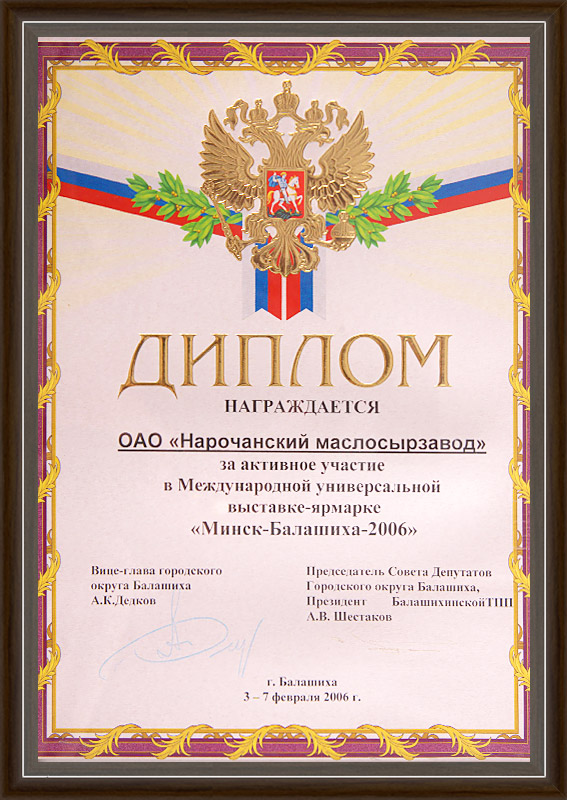 ДИПЛОМ
НАГРАЖДАЕТСЯ
ОАО «Нарочанский маслосырзавод»
за активное участие
в Международной универсальной
выставке-ярмарке
«Минск-Балашиха-2006»
Вице-глава городского
округа Балашиха
А.К.Дедков
Председатель Совета Депутатов
Городского округа Балашиха,
Президент БалашихинскойТПП
А.В. Шестаков
г. Балашиха
3 – 7 февраля 2006 г.